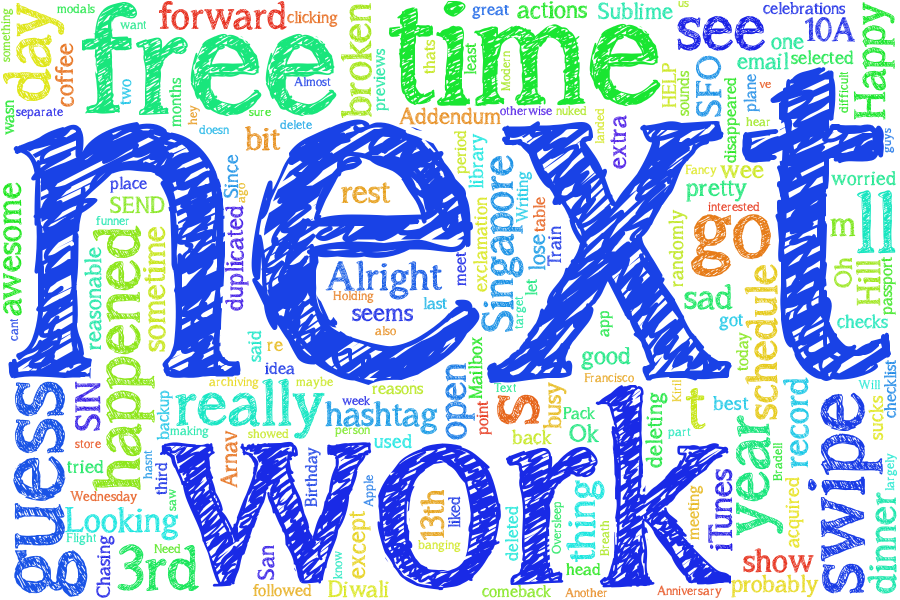 something
modals
day
coffee
want
two
free
forward
clicking
months
hey
sure
Almost
broken
previews
time
thats
least
great
actions
Modern
Sublime
see
celebrations
10A
one
email
selected
Happy
wasn
separate
doesn
delete
bit
Addendum
otherwise
nuked
landed
HELP
sounds
SFO
plane
ve
hear
disappeared
difficult
guys
extra
next
place
SEND
funner
Since
ago
rest
period
library
Fancy
wee
pretty
worried
awesome
reasonable
happened
sometime
duplicated
Alright
Holding
seems
also
last
meet
exclamation
Singapore
Writing
target
let
lose
table
Train
randomly
interested
go
m
ll
Oh
Hill
passport
cant
said
re
idea
sad
got
app
good
today
schedule
checks
checklist
Will
guess
SIN
archiving
maybe
reasons
Mailbox
text
Francisco
busy
Kiril
backup
really
week
hashtag
open
point
s
Pack
t
best
record
swipe
sucks
store
making
showed
person
used
back
Ok
deleting
part
tried
hasnt
third
Arnav
work
Wednesday
saw
Looking
Flight
Birthday
Apple
except
13th
liked
banging
deleted
Oversleep
thing
Breath
meeting
iTunes
year
Bradell
acquired
largely
dinner
Chasing
3rd
Need
San
followed
know
Diwali
comeback
head
Another
Anniversary
show
probably